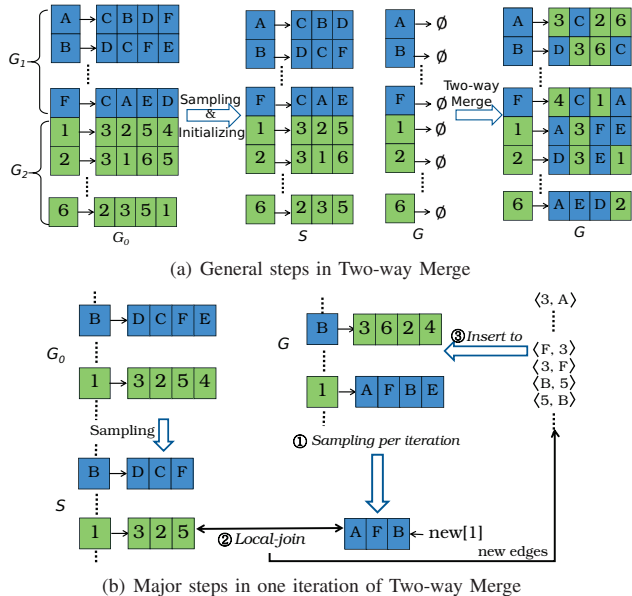 A C B D F
B D C F E
G1
F C A E D
1 3 2 5 4
2 3 1 6 5
G2
6 2 3 5 1
G0
Sampling
&
Initializing
A C B D
B D C F
F C A E
1 3 2 5
2 3 1 6
6 2 3 5
S
A ∅
B ∅
F ∅
1 ∅
2 ∅
6 ∅
G
Two-way
Merge
A 3 C 2 6
B D 3 6 C
F 4 C 1 A
1 A 3 F E
2 D 3 E 1
6 A E D 2
G
(a) General steps in Two-way Merge
B D C F E
G0
1 3 2 5 4
Sampling
B D C F
S
1 3 2 5
B 3 6 2 4
G
1 A F B E
① Sampling per iteration
② Local-join
A F B
new[1]
new edges
③ Insert to
⟨3, A⟩
⟨F, 3⟩
⟨3, F⟩
⟨B, 5⟩
⟨5, B⟩
(b) Major steps in one iteration of Two-way Merge